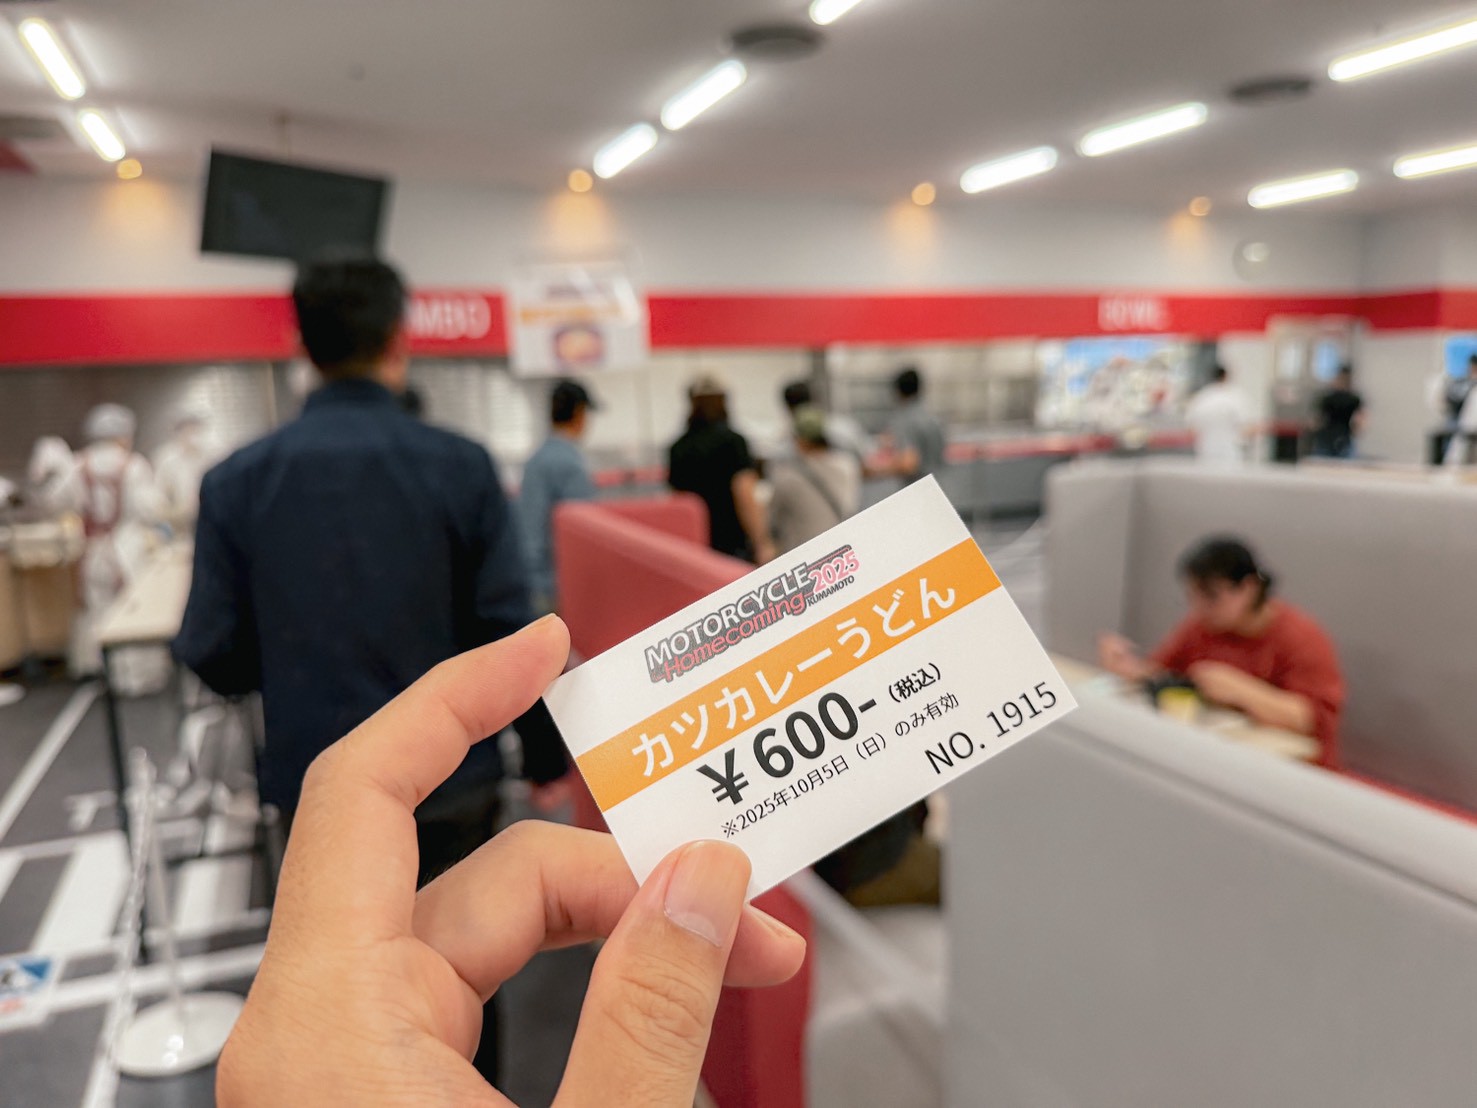 MOTORCYCLE
Homecoming 2025
KUMAMOTO
カツカレーうどん
¥600-（税込）
※2025年10月5日（日）のみ有効
NO. 1915